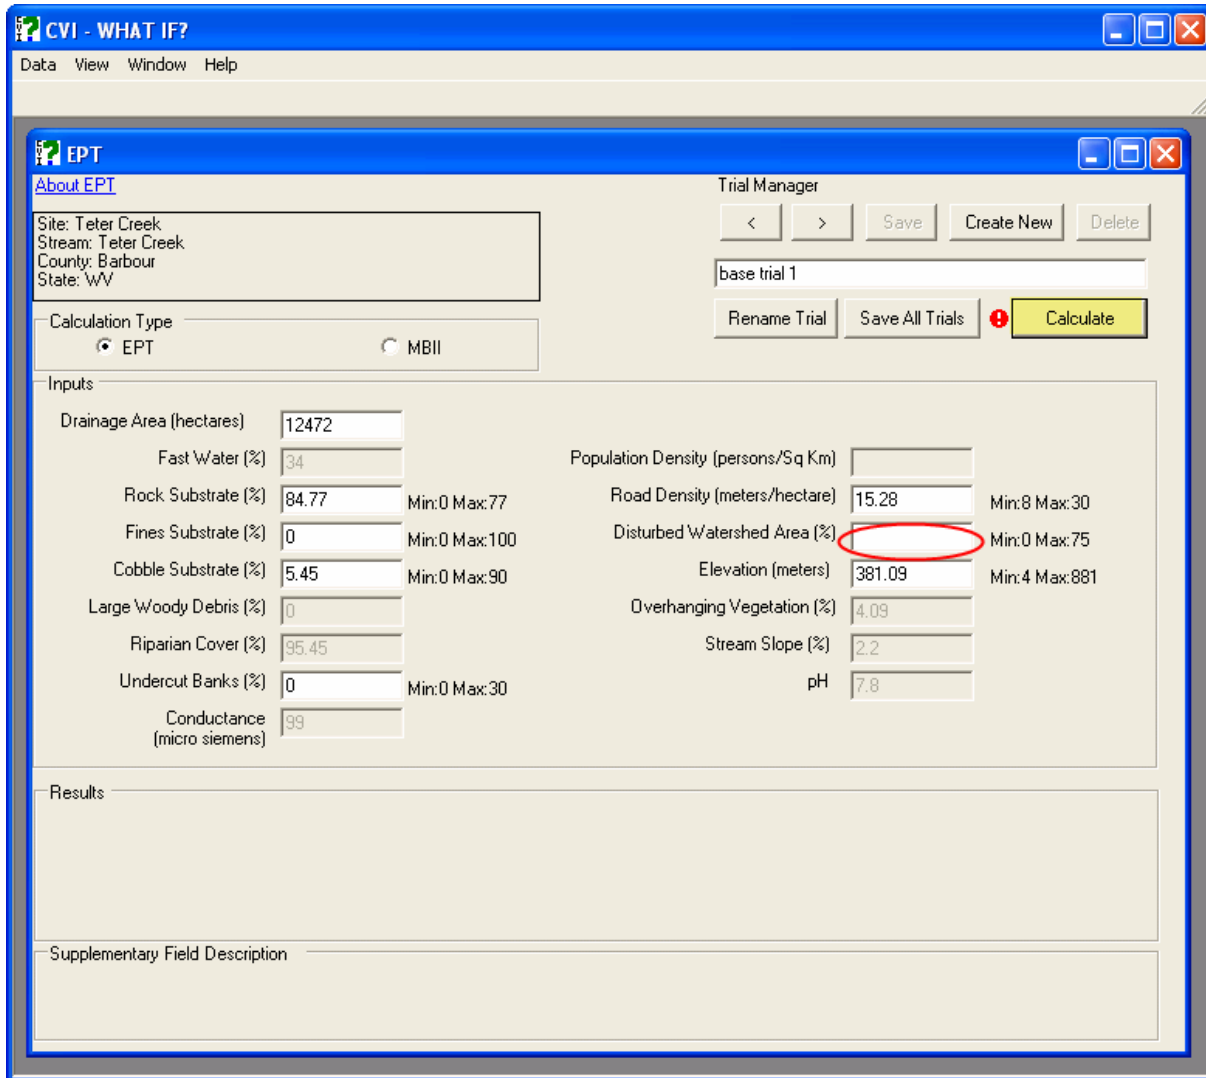 CVI - WHAT IF?
Data View Window Help
EPT
About EPT
Trial Manager
Site: Teter Creek
Stream: Teter Creek
County: Barbour
State: WV
< > Save Create New Delete
base trial 1
Rename Trial Save All Trials Calculate
Calculation Type
EPT MBII
Inputs
Drainage Area (hectares) 12472
Fast Water (%) 34 Population Density (persons/Sq Km)
Rock Substrate (%) 84.77 Min:0 Max:77 Road Density (meters/hectare) 15.28 Min:8 Max:30
Fines Substrate (%) 0 Min:0 Max:100 Disturbed Watershed Area (%) Min:0 Max:75
Cobble Substrate (%) 5.45 Min:0 Max:90 Elevation (meters) 381.09 Min:4 Max:881
Large Woody Debris (%) 0 Overhanging Vegetation (%) 4.09
Riparian Cover (%) 95.45 Stream Slope (%) 2.2
Undercut Banks (%) 0 Min:0 Max:30 pH 7.8
Conductance 99
(micro siemens)
Results
Supplementary Field Description